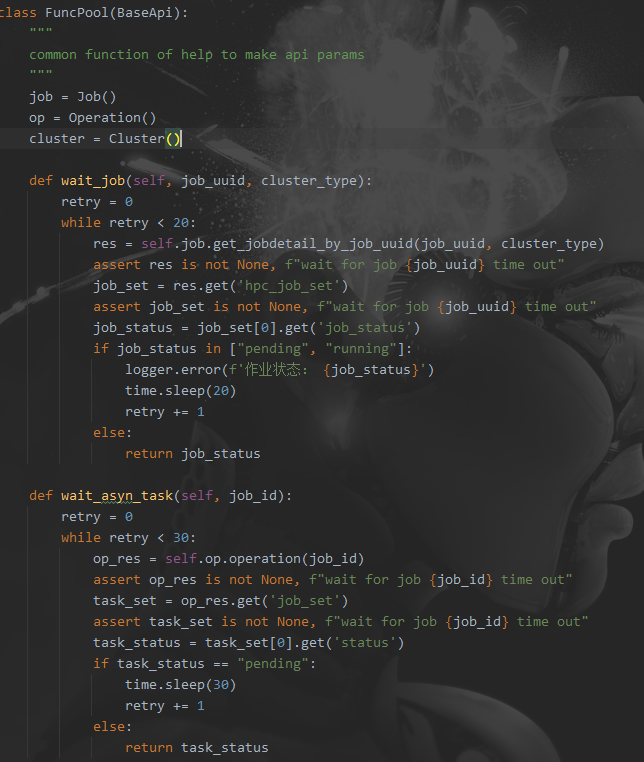 class FuncPool(BaseApi):
"""
common function of help to make api params
"""
job = Job()
op = Operation()
cluster = Cluster()
def wait_job(self, job_uuid, cluster_type):
retry = 0
while retry < 20:
res = self.job.get_jobdetail_by_job_uuid(job_uuid, cluster_type)
assert res is not None, f"wait for job {job_uuid} time out"
job_set = res.get('hpc_job_set')
assert job_set is not None, f"wait for job {job_uuid} time out"
job_status = job_set[0].get('job_status')
if job_status in ["pending", "running"]:
logger.error(f'作业状态： {job_status}')
time.sleep(20)
retry += 1
else:
return job_status
def wait_asyn_task(self, job_id):
retry = 0
while retry < 30:
op_res = self.op.operation(job_id)
assert op_res is not None, f"wait for job {job_id} time out"
task_set = op_res.get('job_set')
assert task_set is not None, f"wait for job {job_id} time out"
task_status = task_set[0].get('status')
if task_status == "pending":
time.sleep(30)
retry += 1
else:
return task_status